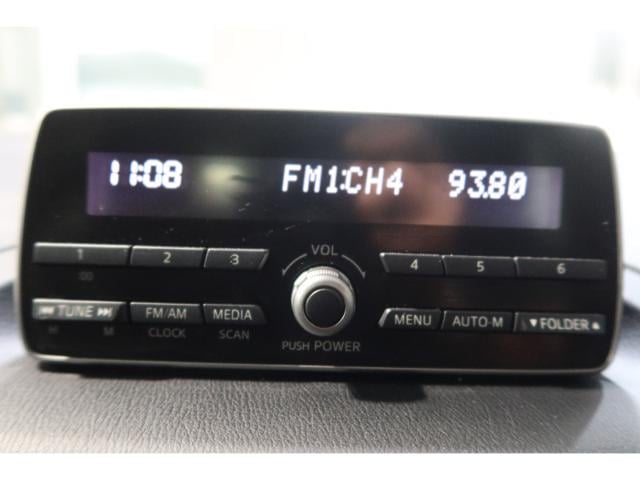 11:08 FM1:CH4 93.80
VOL
1 2 3 4 5 6
:00
TUNE FM/AM MEDIA MENU AUTO-M ▼FOLDER▲
H M CLOCK SCAN PUSH POWER